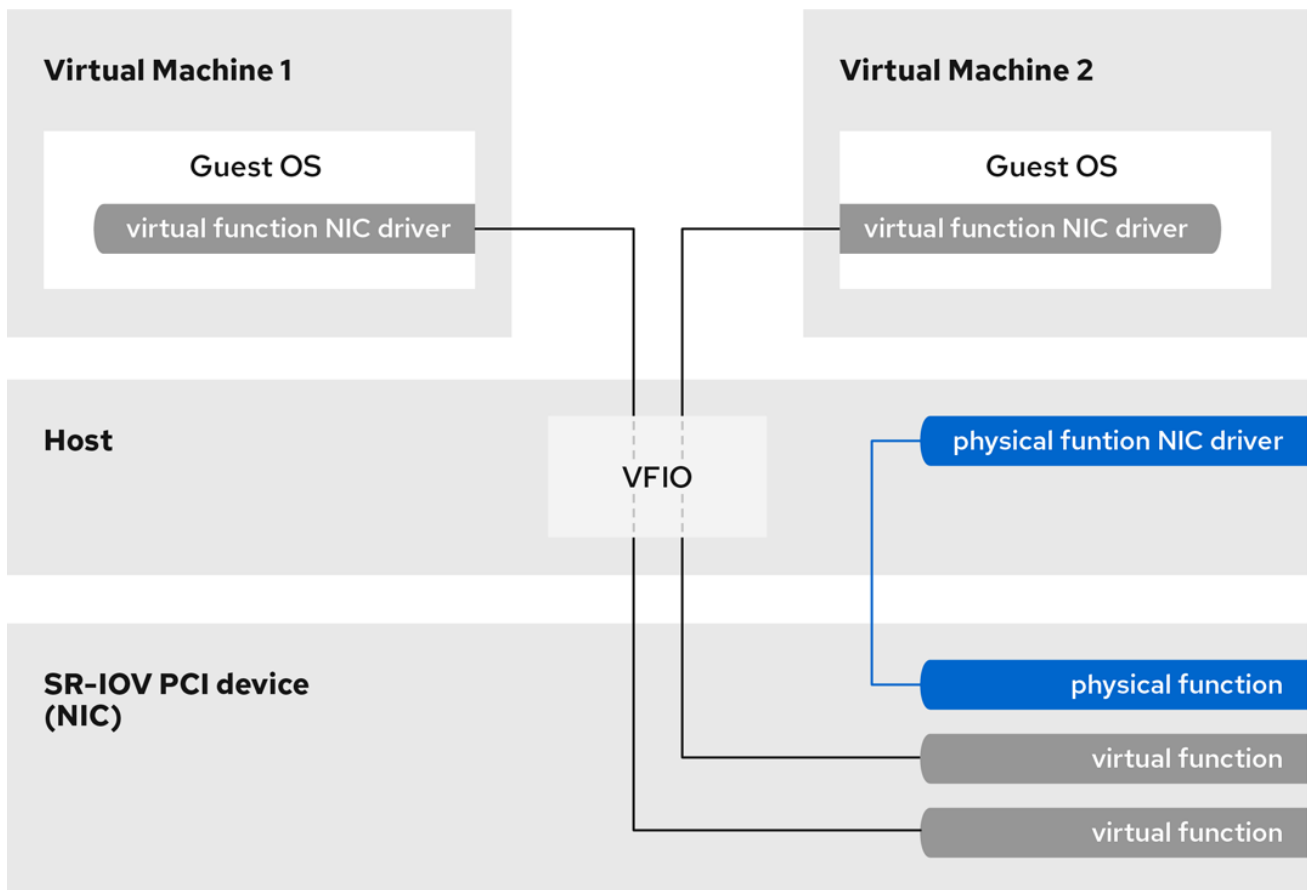 Virtual Machine 1
Guest OS
virtual function NIC driver
Virtual Machine 2
Guest OS
virtual function NIC driver
Host
VFIO
physical funtion NIC driver
SR-IOV PCI device
(NIC)
physical function
virtual function
virtual function